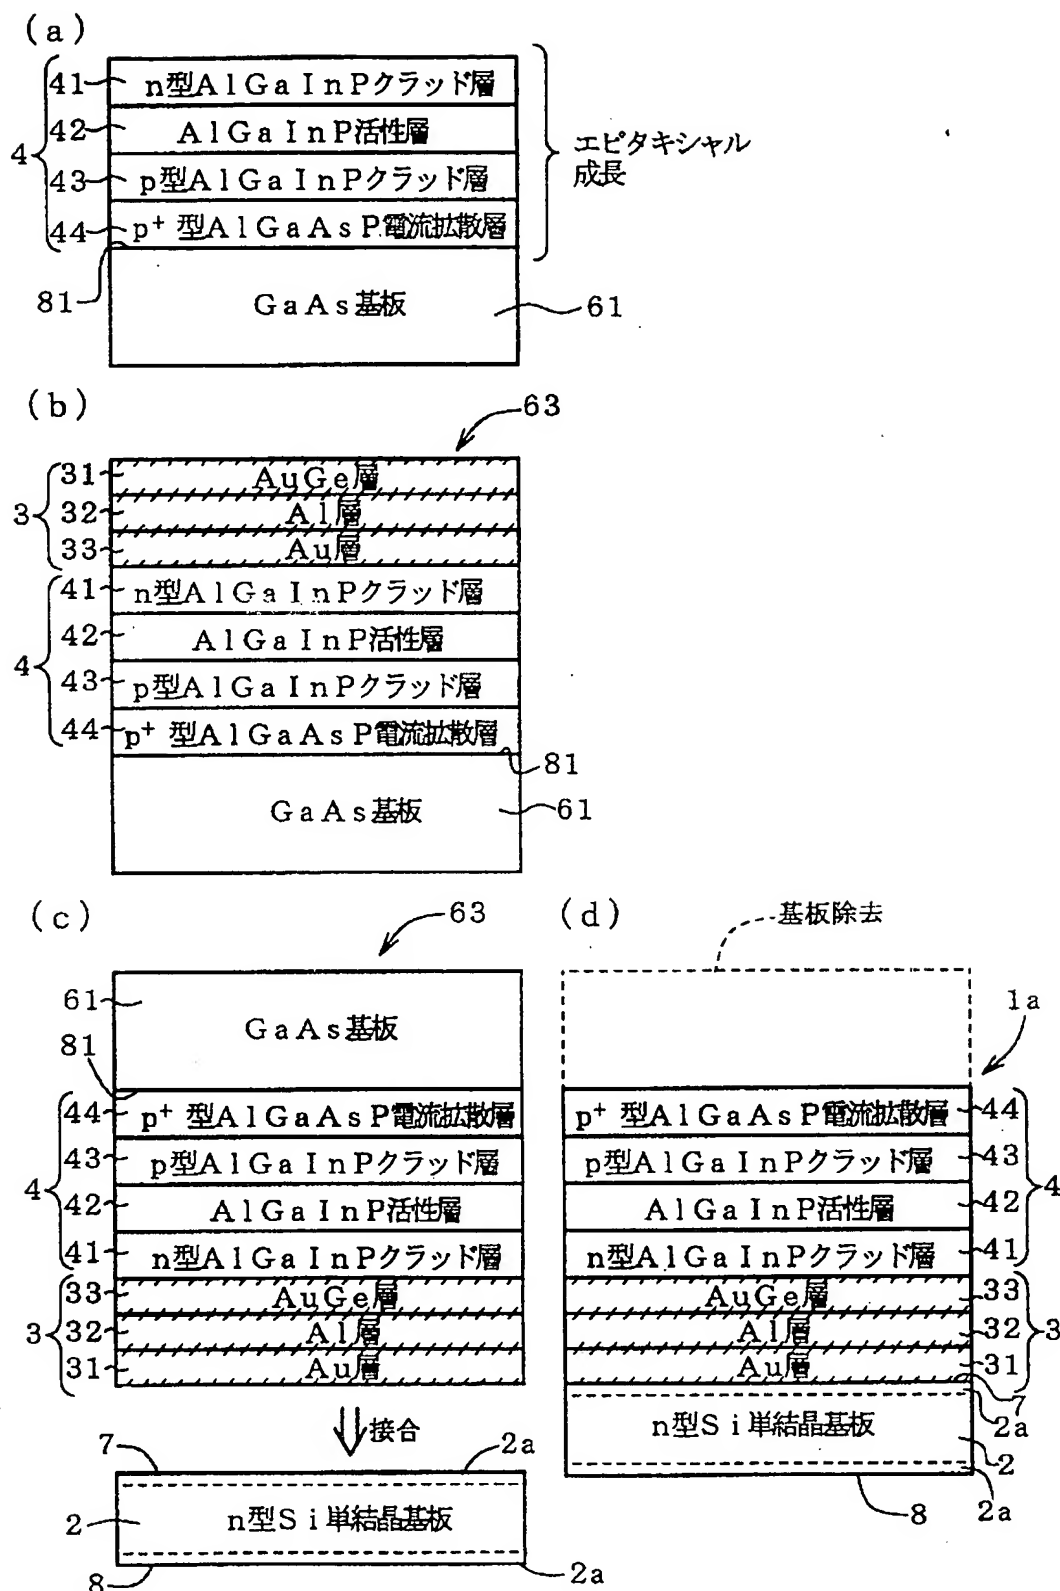 (a)
41
n型AlGaInPクラッド層
42
AlGaInP活性層
4
43
p型AlGaInPクラッド層
44
p+ 型AlGaAsP電流拡散層
エピタキシャル
成長
81
GaAs基板
61
(b)
63
31
AuGe層
3
32
Al層
33
Au層
41
n型AlGaInPクラッド層
42
AlGaInP活性層
4
43
p型AlGaInPクラッド層
44
p+ 型AlGaAsP電流拡散層
81
GaAs基板
61
(c)
63
61
GaAs基板
81
44
p+ 型AlGaAsP電流拡散層
43
p型AlGaInPクラッド層
4
42
AlGaInP活性層
41
n型AlGaInPクラッド層
33
AuGe層
3
32
Al層
31
Au層
接合
7
2a
2
n型Si単結晶基板
8
2a
(d)
基板除去
1a
p+ 型AlGaAsP電流拡散層
44
p型AlGaInPクラッド層
43
4
AlGaInP活性層
42
n型AlGaInPクラッド層
41
AuGe層
33
Al層
32
3
Au層
31
7
2a
n型Si単結晶基板
2
8
2a